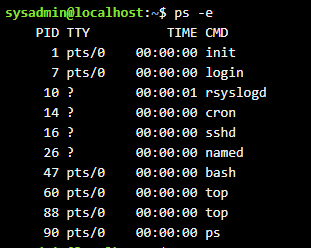 sysadmin@localhost:~$ ps -e
PID TTY TIME CMD
1 pts/0 00:00:00 init
7 pts/0 00:00:00 login
10 ? 00:00:01 rsyslogd
14 ? 00:00:00 cron
16 ? 00:00:00 sshd
26 ? 00:00:00 named
47 pts/0 00:00:00 bash
60 pts/0 00:00:00 top
88 pts/0 00:00:00 top
90 pts/0 00:00:00 ps